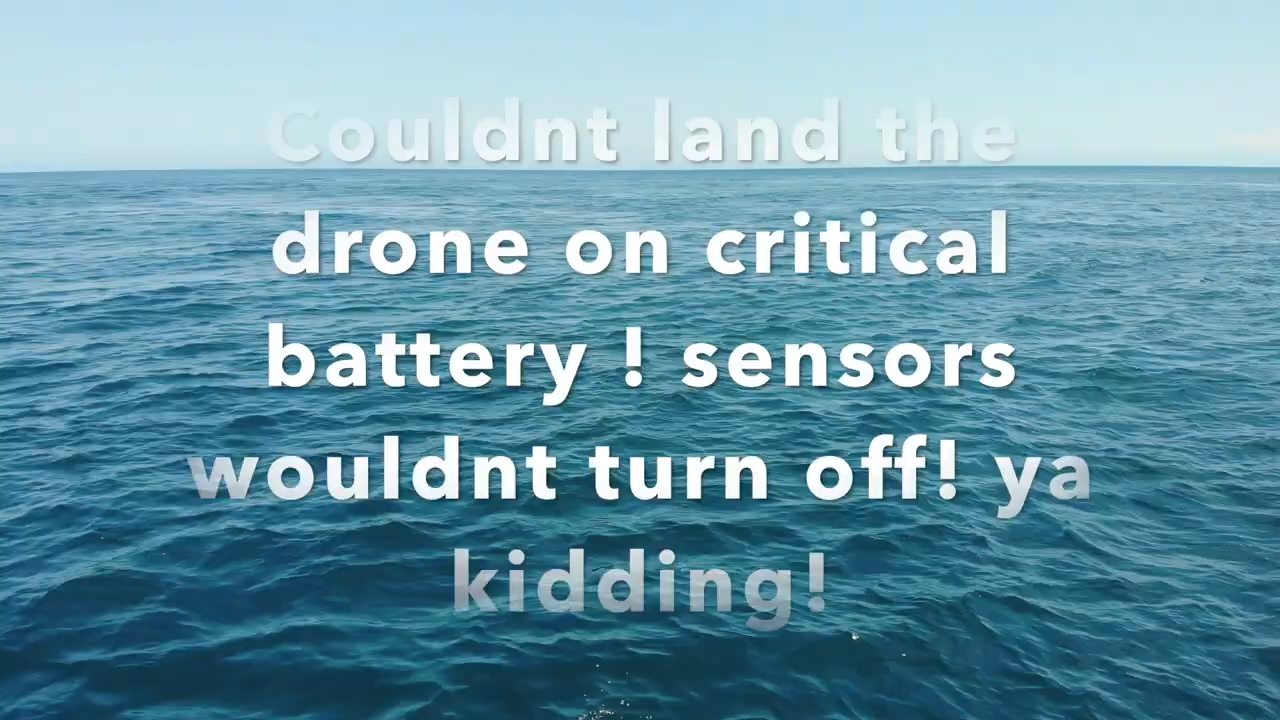 Couldnt land the
drone on critical
battery ! sensors
wouldnt turn off! ya
kidding!